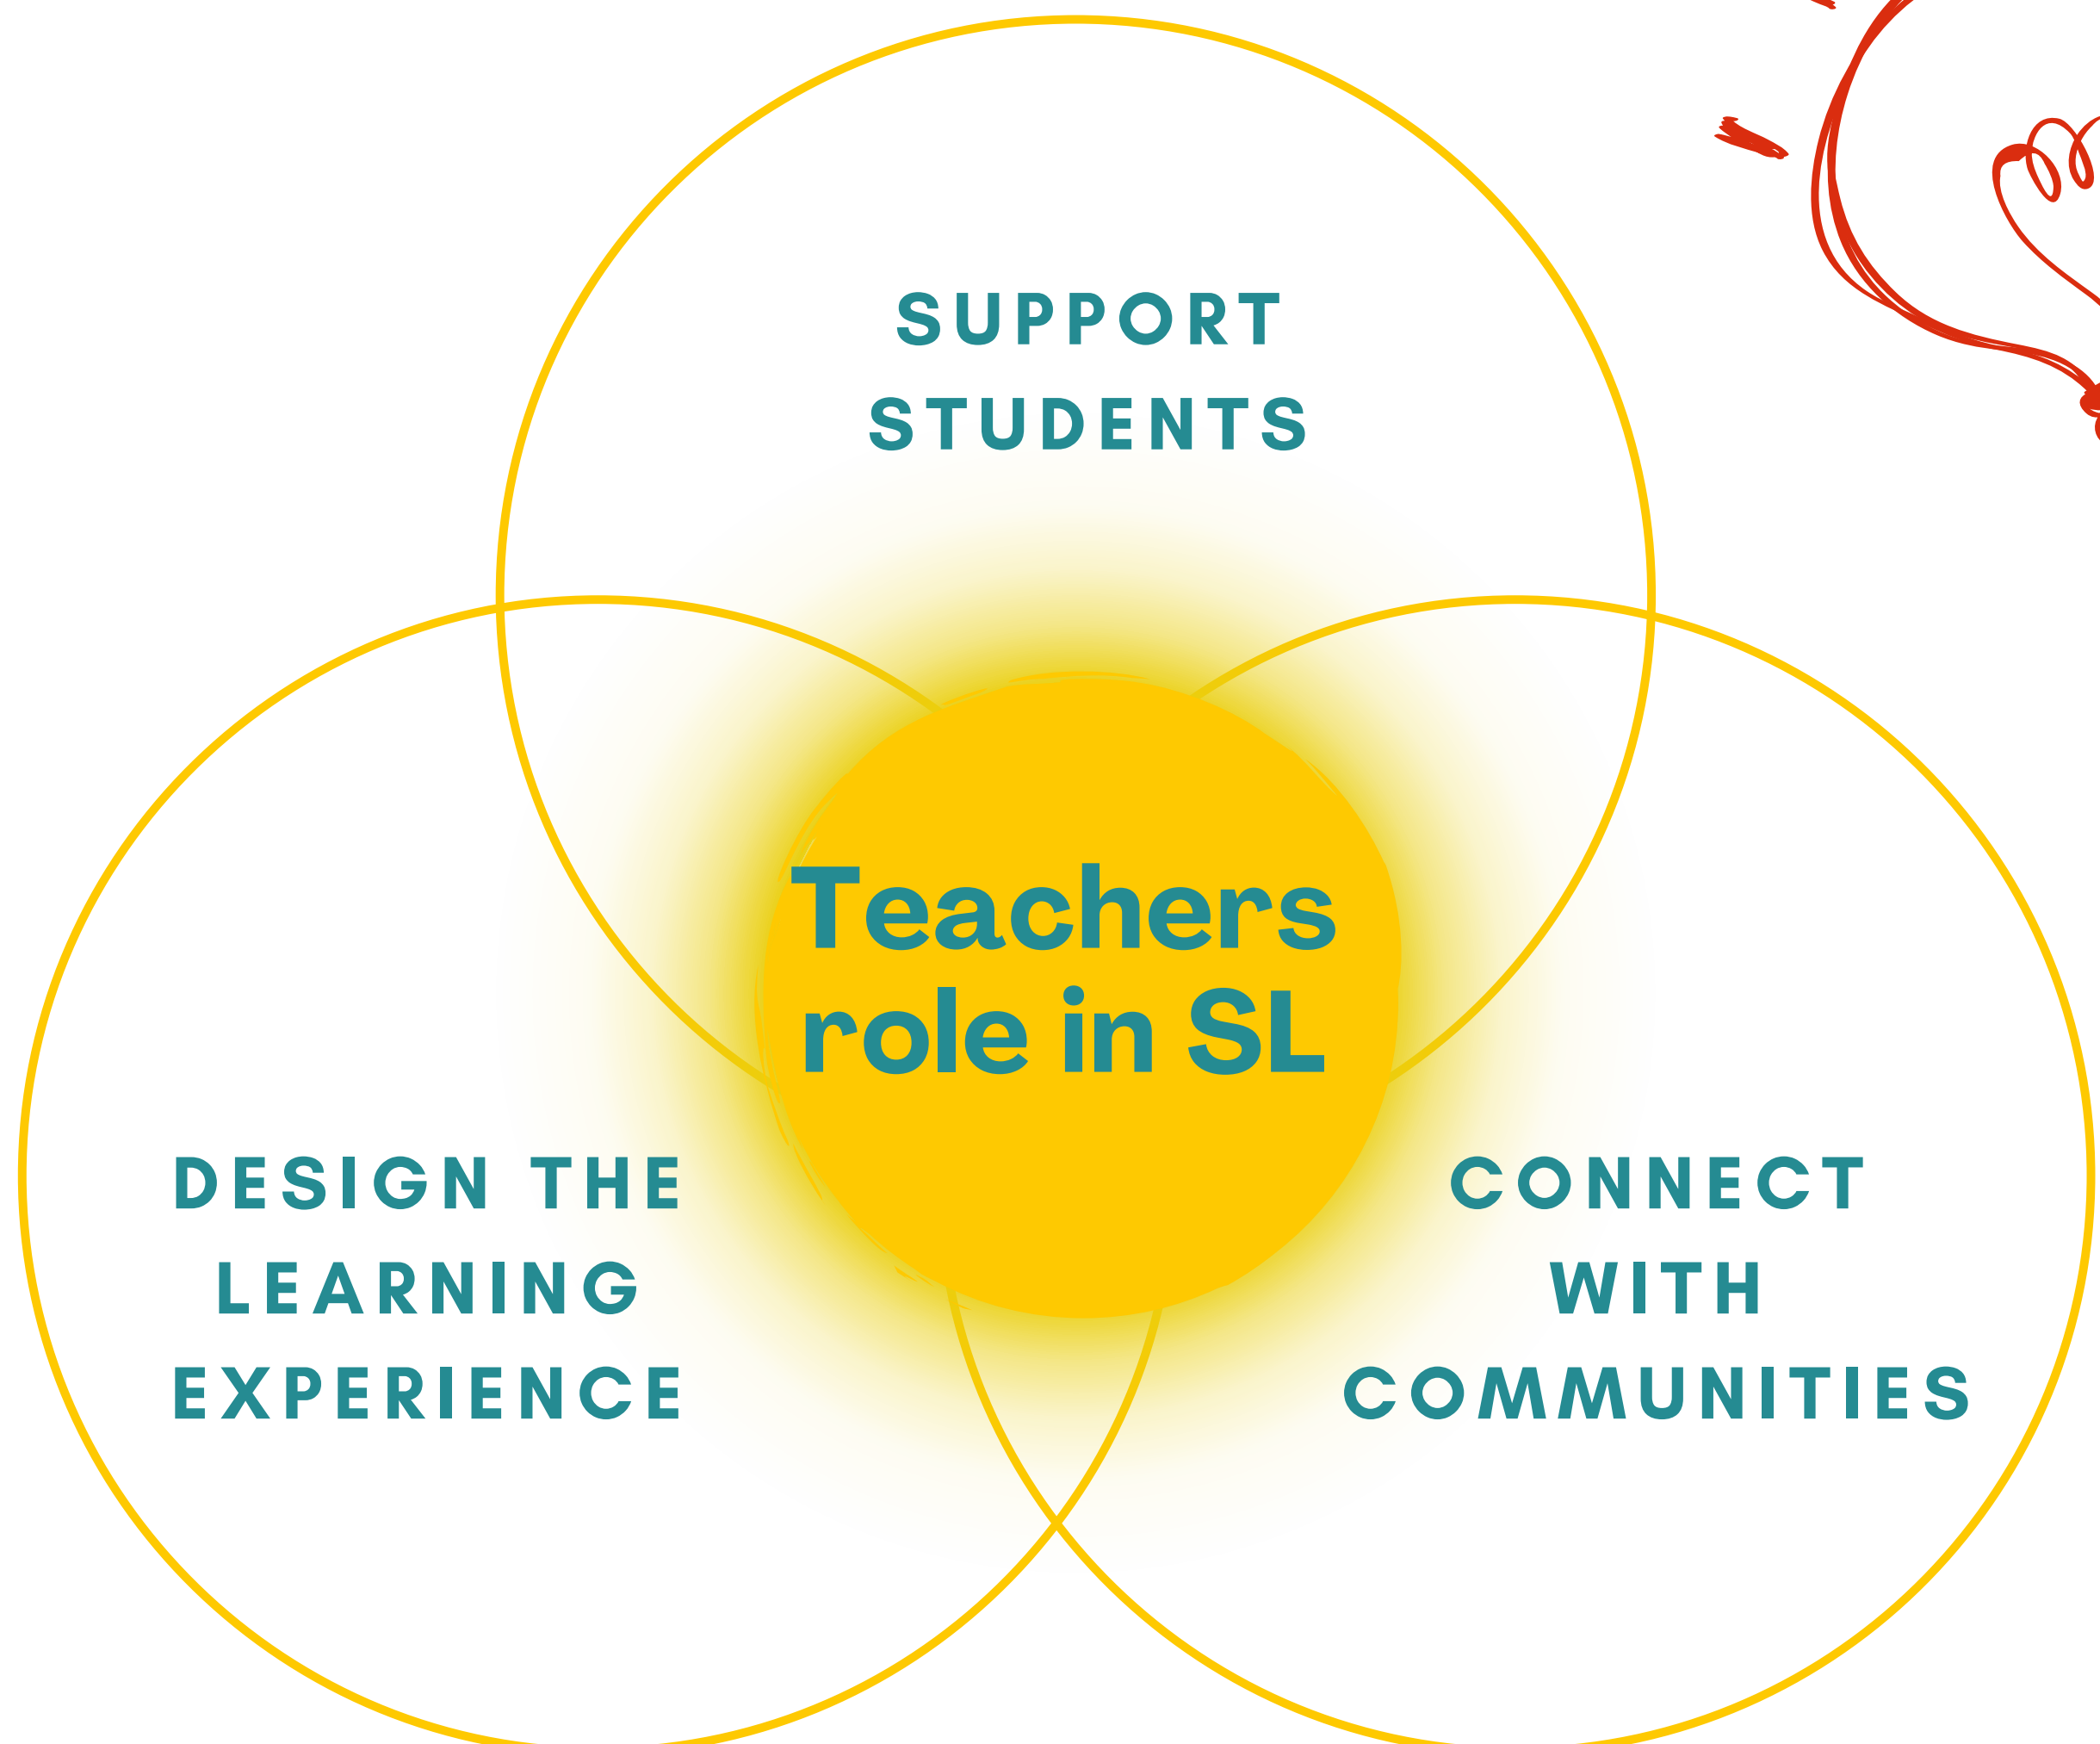 SUPPORT
STUDENTS
Teachers
role in SL
DESIGN THE
LEARNING
EXPERIENCE
CONNECT
WITH
COMMUNITIES